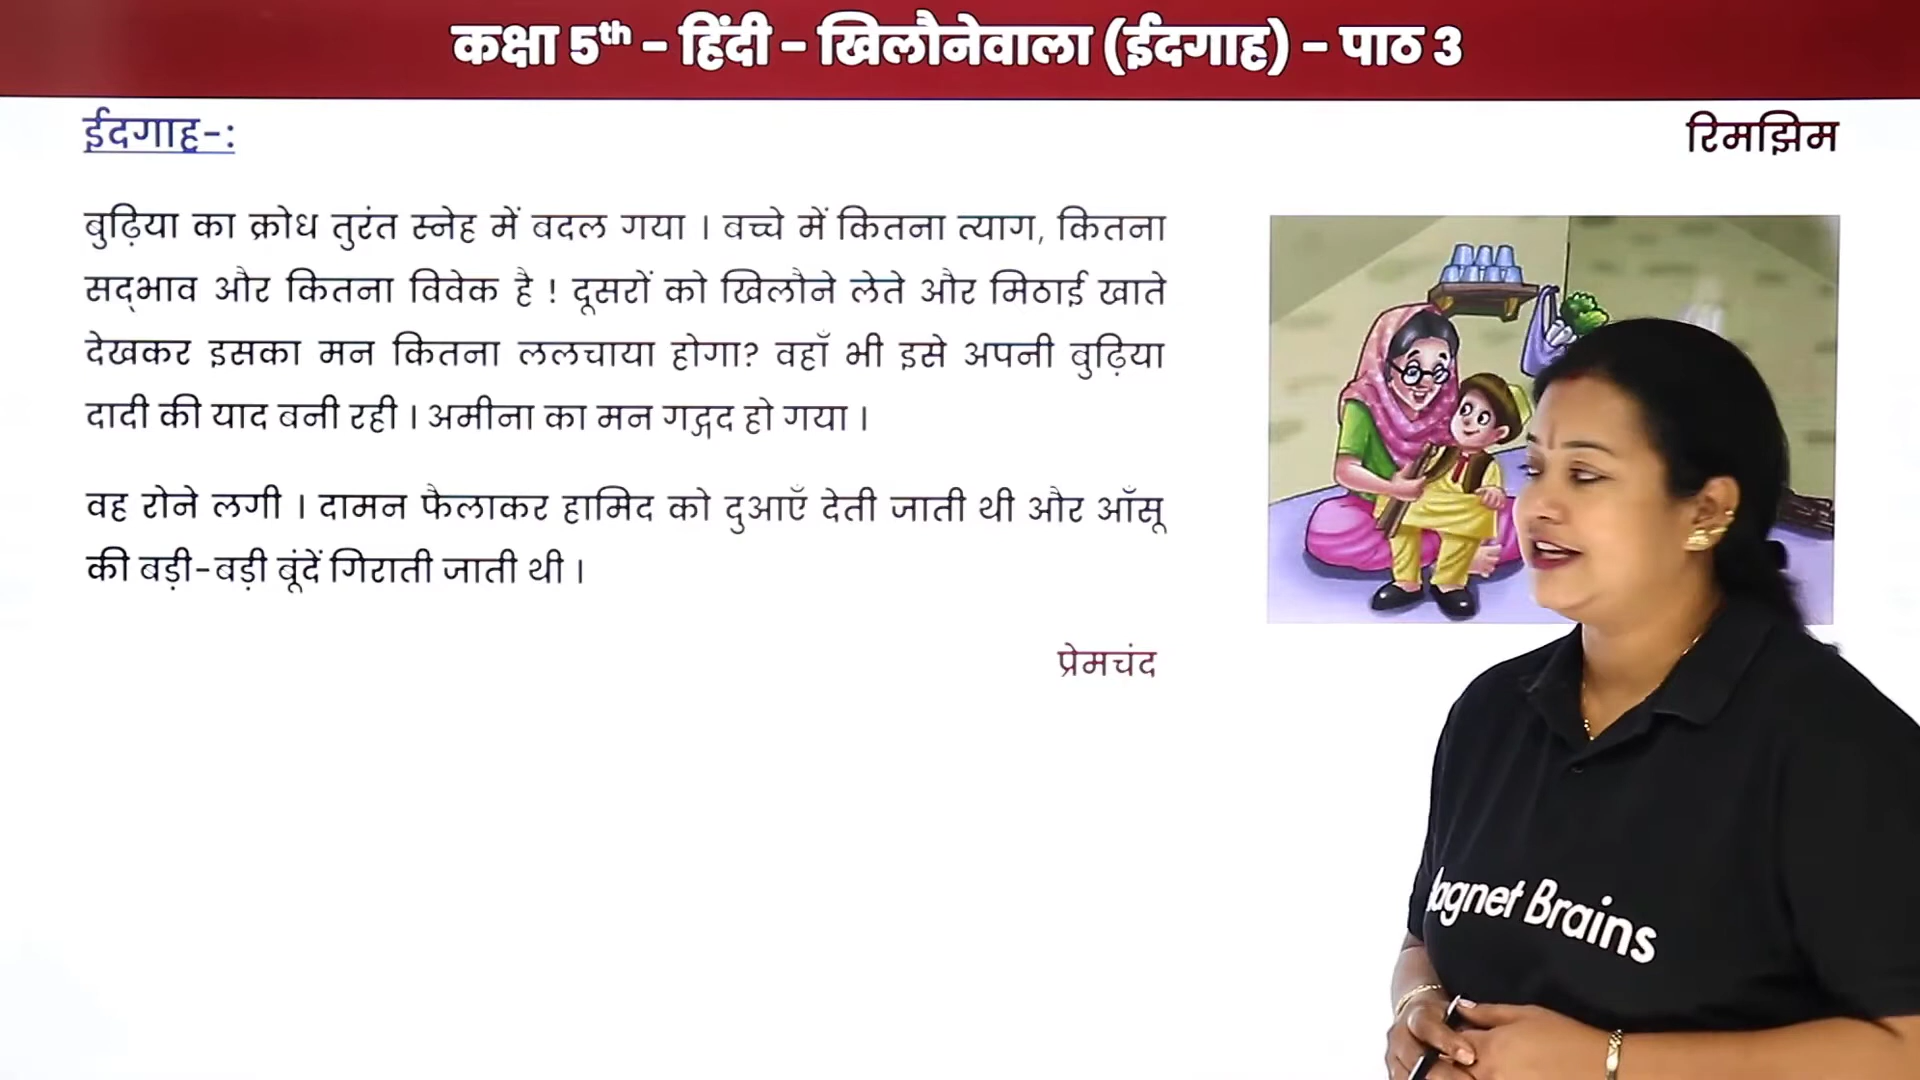 कक्षा 5th - हिंदी - खिलौनेवाला (ईदगाह) - पाठ 3
ईदगाह-:
रिमझिम
बुढ़िया का क्रोध तुरंत स्नेह में बदल गया । बच्चे में कितना त्याग, कितना
सद्‌भाव और कितना विवेक है ! दूसरों को खिलौने लेते और मिठाई खाते
देखकर इसका मन कितना ललचाया होगा? वहाँ भी इसे अपनी बुढ़िया
दादी की याद बनी रही । अमीना का मन गद्गद हो गया ।
वह रोने लगी । दामन फैलाकर हामिद को दुआएँ देती जाती थी और आँसू
की बड़ी-बड़ी बूंदें गिराती जाती थी ।
प्रेमचंद
agnet Brains